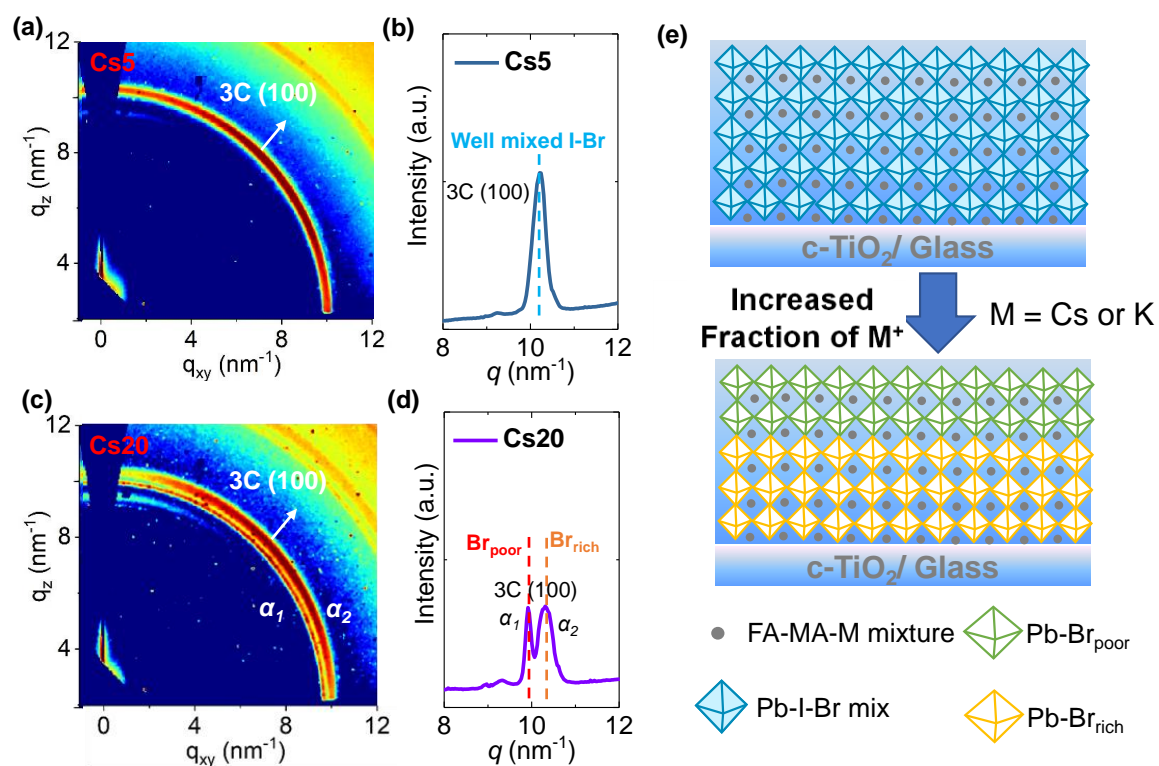 (a)
Cs5
3C (100)
12
8
4
q_z (nm⁻¹)
0 4 8 12
q_xy (nm⁻¹)
(b)
Cs5
Well mixed I-Br
3C (100)
Intensity (a.u.)
8 10 12
q (nm⁻¹)
(c)
Cs20
3C (100)
α₁ α₂
12
8
4
q_z (nm⁻¹)
0 4 8 12
q_xy (nm⁻¹)
(d)
Cs20
Br_poor Br_rich
3C (100)
α₁ α₂
Intensity (a.u.)
8 10 12
q (nm⁻¹)
(e)
c-TiO₂/ Glass
Increased
Fraction of M⁺
M = Cs or K
c-TiO₂/ Glass
FA-MA-M mixture
Pb-Br_poor
Pb-I-Br mix
Pb-Br_rich